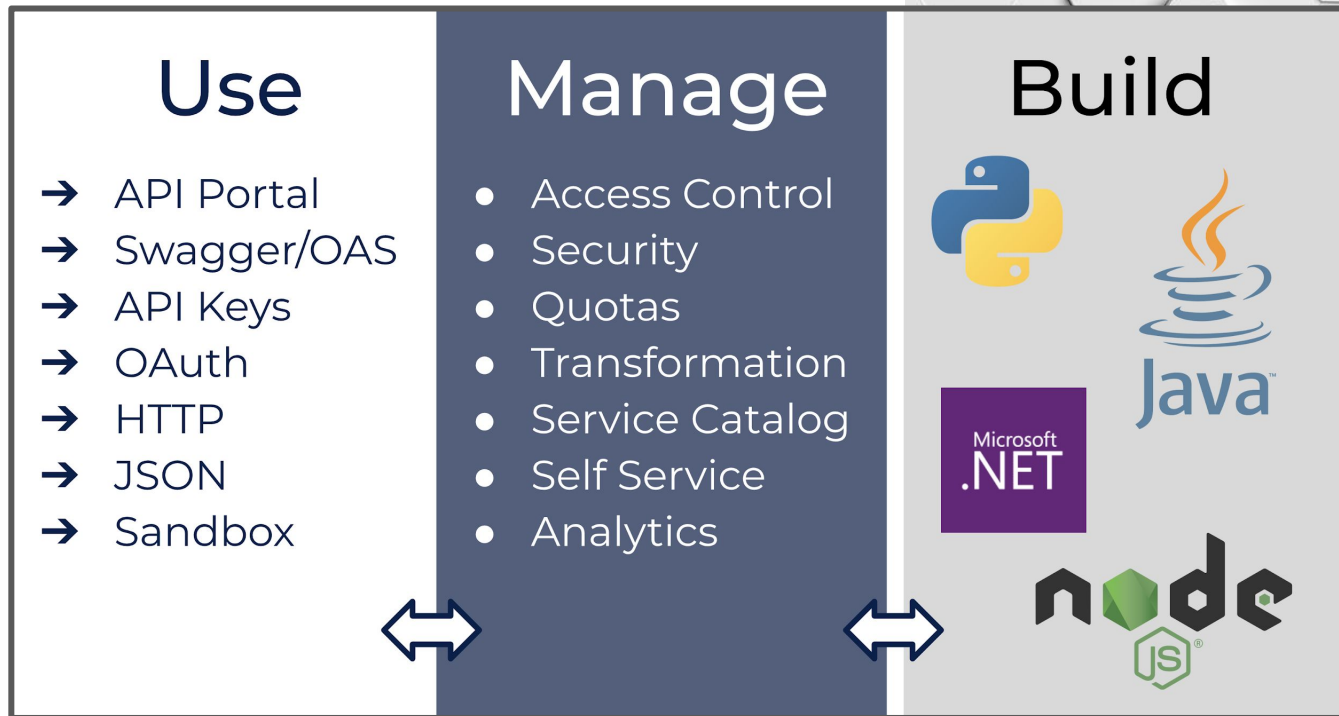 Use
➔ API Portal
➔ Swagger/OAS
➔ API Keys
➔ OAuth
➔ HTTP
➔ JSON
➔ Sandbox
Manage
● Access Control
● Security
● Quotas
● Transformation
● Service Catalog
● Self Service
● Analytics
Build
Java™
Microsoft
.NET
node
JS®